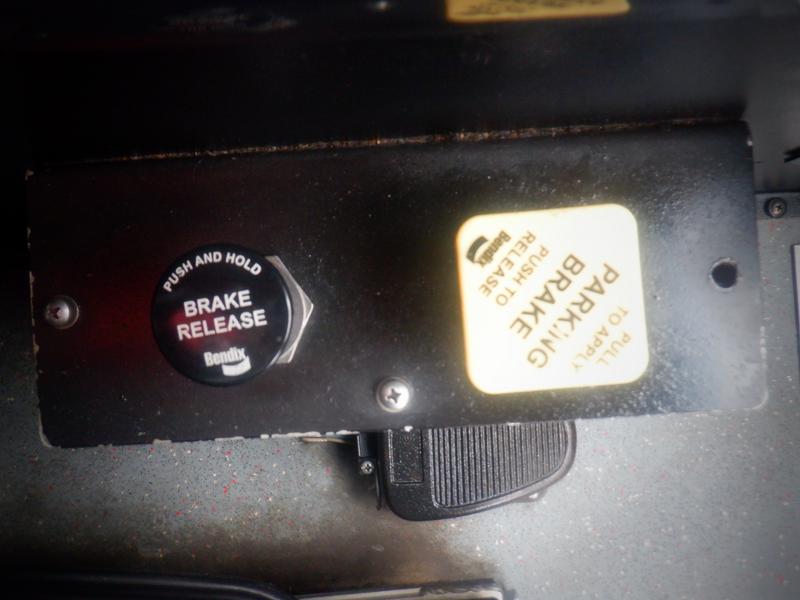 PUSH AND HOLD
BRAKE
RELEASE
Bendix
PULL
TO APPLY
PARKING
BRAKE
PUSH TO
RELEASE
Bendix